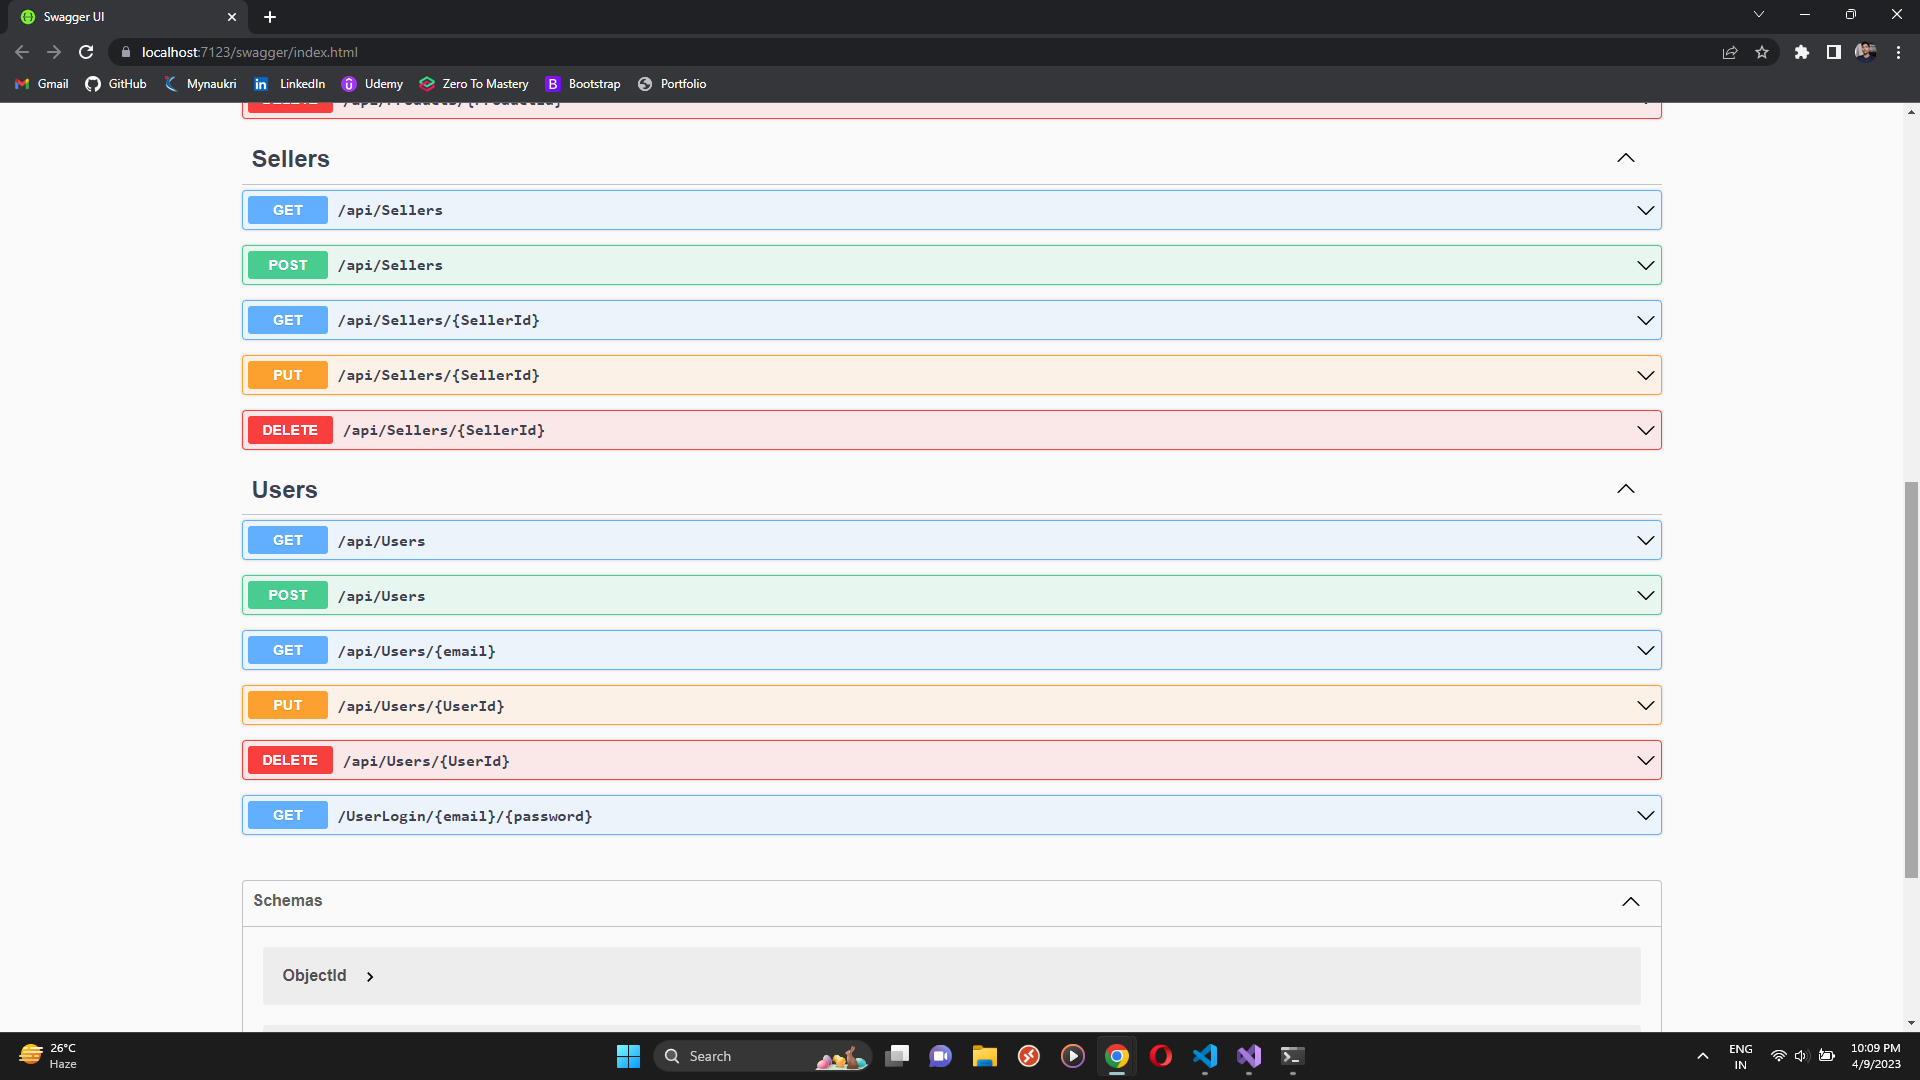 Swagger UI
localhost:7123/swagger/index.html
Gmail GitHub Mynaukri LinkedIn Udemy Zero To Mastery Bootstrap Portfolio
Sellers
GET /api/Sellers
POST /api/Sellers
GET /api/Sellers/{SellerId}
PUT /api/Sellers/{SellerId}
DELETE /api/Sellers/{SellerId}
Users
GET /api/Users
POST /api/Users
GET /api/Users/{email}
PUT /api/Users/{UserId}
DELETE /api/Users/{UserId}
GET /UserLogin/{email}/{password}
Schemas
ObjectId
26°C
Haze
Search
ENG
IN
10:09 PM
4/9/2023